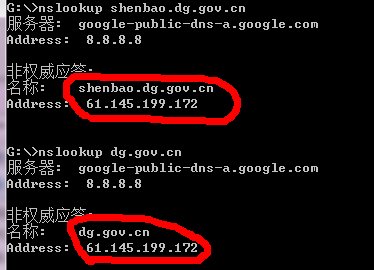 G:\>nslookup shenbao.dg.gov.cn
服务器:  google-public-dns-a.google.com
Address:  8.8.8.8
非权威应答:
名称:    shenbao.dg.gov.cn
Address:  61.145.199.172
G:\>nslookup dg.gov.cn
服务器:  google-public-dns-a.google.com
Address:  8.8.8.8
非权威应答:
名称:    dg.gov.cn
Address:  61.145.199.172